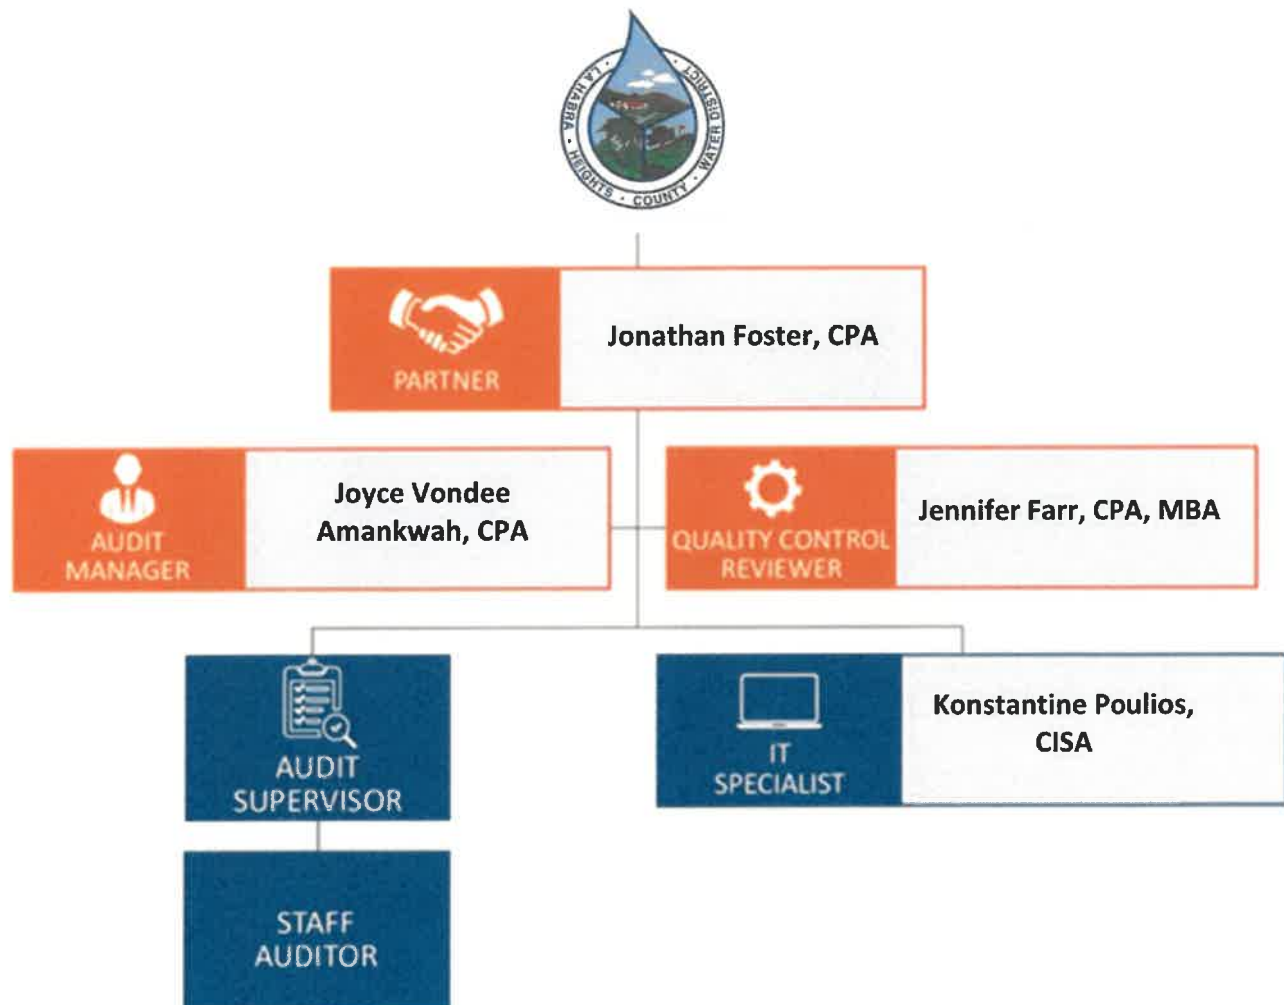 LA HABRA · HEIGHTS · COUNTY · WATER DISTRICT
PARTNER
Jonathan Foster, CPA
AUDIT
MANAGER
Joyce Vondee
Amankwah, CPA
QUALITY CONTROL
REVIEWER
Jennifer Farr, CPA, MBA
AUDIT
SUPERVISOR
IT
SPECIALIST
Konstantine Poulios,
CISA
STAFF
AUDITOR